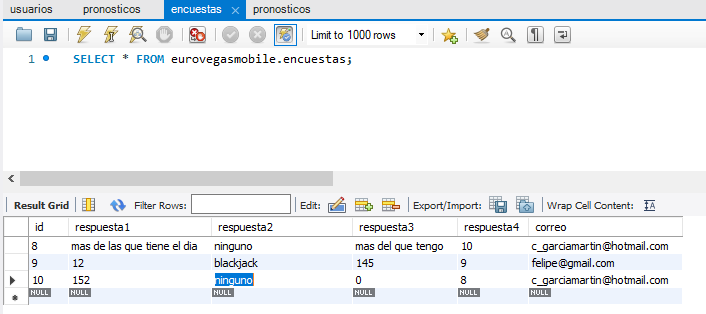 usuarios pronosticos encuestas pronosticos
Limit to 1000 rows
1 SELECT * FROM eurovegasmobile.encuestas;
Result Grid Filter Rows: Edit: Export/Import: Wrap Cell Content:
id respuesta1 respuesta2 respuesta3 respuesta4 correo
8 mas de las que tiene el dia ninguno mas del que tengo 10 c_garciamartin@hotmail.com
9 12 blackjack 145 9 felipe@gmail.com
10 152 ninguno 0 8 c_garciamartin@hotmail.com
NULL NULL NULL NULL NULL NULL